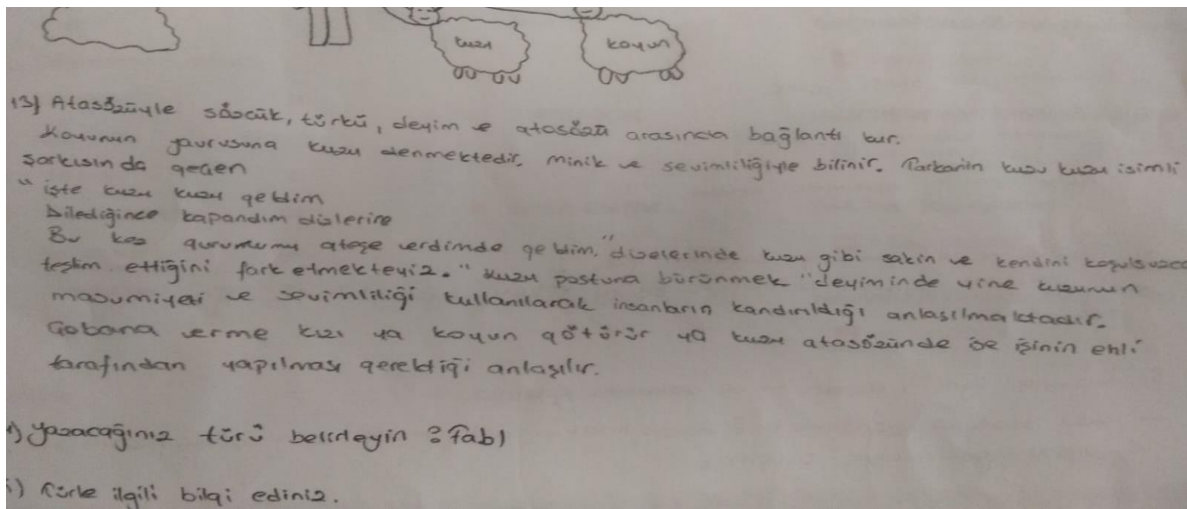 kuzu
koyun
13) Atasözüyle sözcük, türkü, deyim ve atasözü arasında bağlantı kur.
Koyunun yavrusuna kuzu denmektedir. Minik ve sevimliliğiyle bilinir. Tarkanın kuzu kuzu isimli
şarkısında geçen
"işte kuzu kuzu geldim
Dilediğince kapandım dizlerine
Bu kez gururumu ateşe verdimde geldim." dizelerinde kuzu gibi sakin ve kendini koşulsuzca
teslim ettiğini fark etmekteyiz. "kuzu postuna bürünmek" deyiminde yine kuzunun
masumiyeti ve sevimliliği kullanılarak insanların kandırıldığı anlaşılmaktadır.
Çobana verme kızı ya koyun götürür ya kuzu atasözünde ise işinin ehli
tarafından yapılması gerektiği anlaşılır.
) Yazacağınız türü belirleyin : Fabl
) Türle ilgili bilgi ediniz.